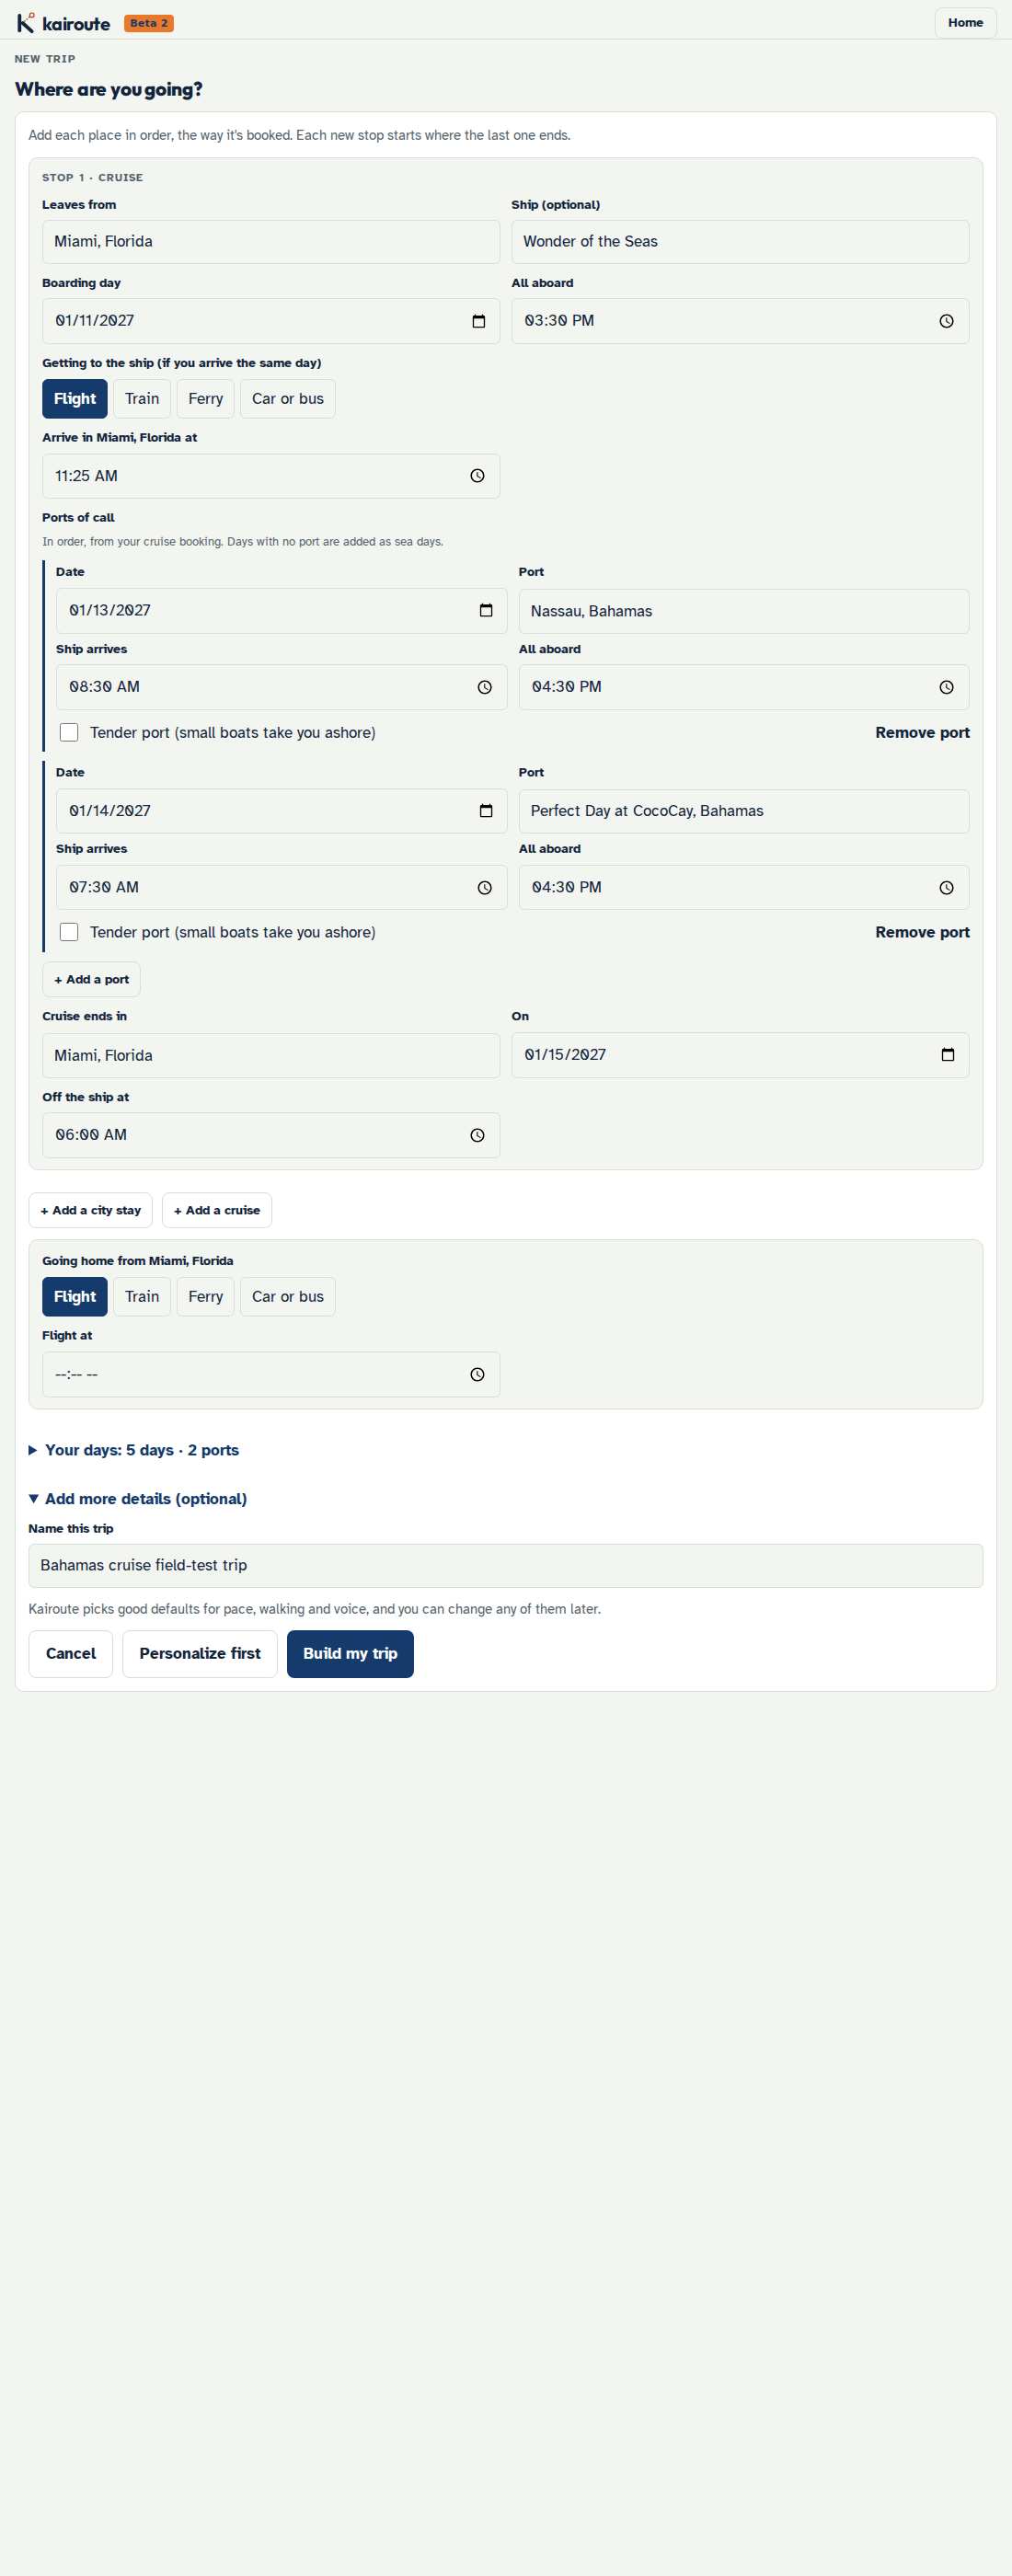 kairoute Beta 2 Home
NEW TRIP
Where are you going?
Add each place in order, the way it's booked. Each new stop starts where the last one ends.
STOP 1 · CRUISE
Leaves from Ship (optional)
Miami, Florida Wonder of the Seas
Boarding day All aboard
01/11/2027 03:30 PM
Getting to the ship (if you arrive the same day)
Flight Train Ferry Car or bus
Arrive in Miami, Florida at
11:25 AM
Ports of call
In order, from your cruise booking. Days with no port are added as sea days.
Date Port
01/13/2027 Nassau, Bahamas
Ship arrives All aboard
08:30 AM 04:30 PM
Tender port (small boats take you ashore) Remove port
Date Port
01/14/2027 Perfect Day at CocoCay, Bahamas
Ship arrives All aboard
07:30 AM 04:30 PM
Tender port (small boats take you ashore) Remove port
+ Add a port
Cruise ends in On
Miami, Florida 01/15/2027
Off the ship at
06:00 AM
+ Add a city stay + Add a cruise
Going home from Miami, Florida
Flight Train Ferry Car or bus
Flight at
--:-- --
Your days: 5 days · 2 ports
Add more details (optional)
Name this trip
Bahamas cruise field-test trip
Kairoute picks good defaults for pace, walking and voice, and you can change any of them later.
Cancel Personalize first Build my trip